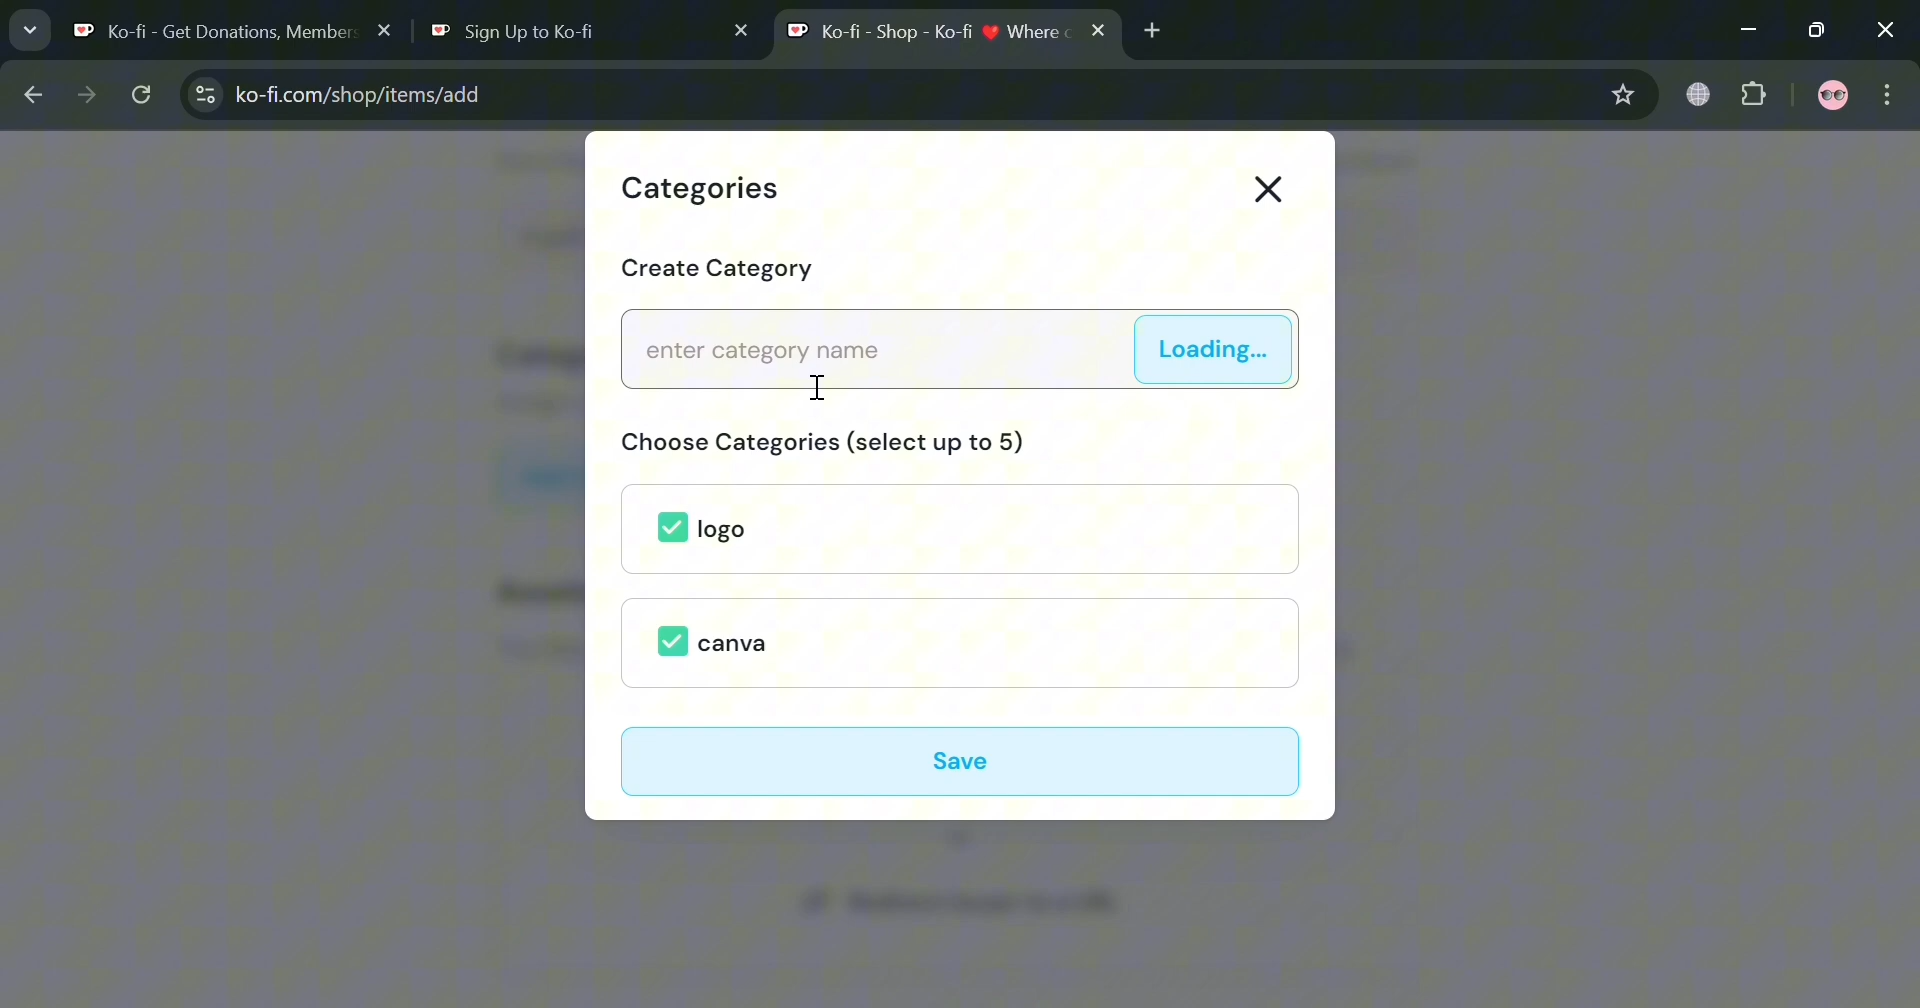 Ko-fi - Get Donations, Members
Sign Up to Ko-fi
Ko-fi - Shop - Ko-fi ❤️ Where c
ko-fi.com/shop/items/add
Categories
Create Category
enter category name
Loading...
Choose Categories (select up to 5)
logo
canva
Save